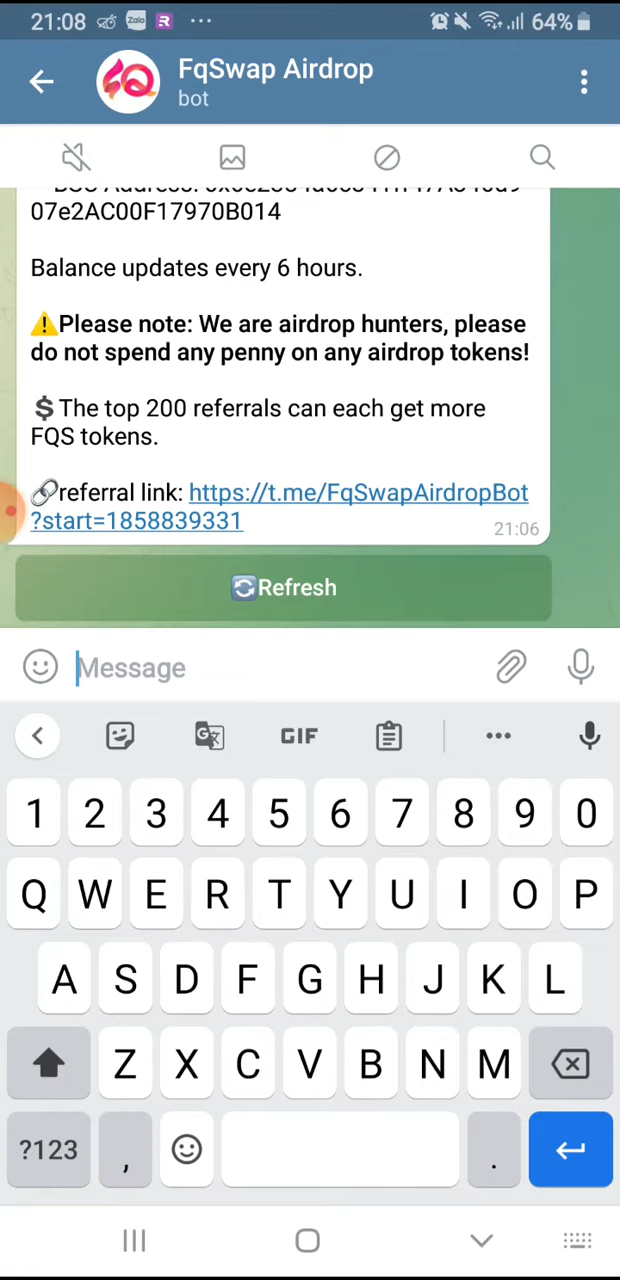 21:08 Zalo R ... 64%
FqSwap Airdrop
bot
07e2AC00F17970B014
Balance updates every 6 hours.
⚠️Please note: We are airdrop hunters, please
do not spend any penny on any airdrop tokens!
💲The top 200 referrals can each get more
FQS tokens.
🔗referral link: https://t.me/FqSwapAirdropBot
?start=1858839331
21:06
🔄Refresh
Message
GIF
1 2 3 4 5 6 7 8 9 0
Q W E R T Y U I O P
A S D F G H J K L
Z X C V B N M
?123 , .